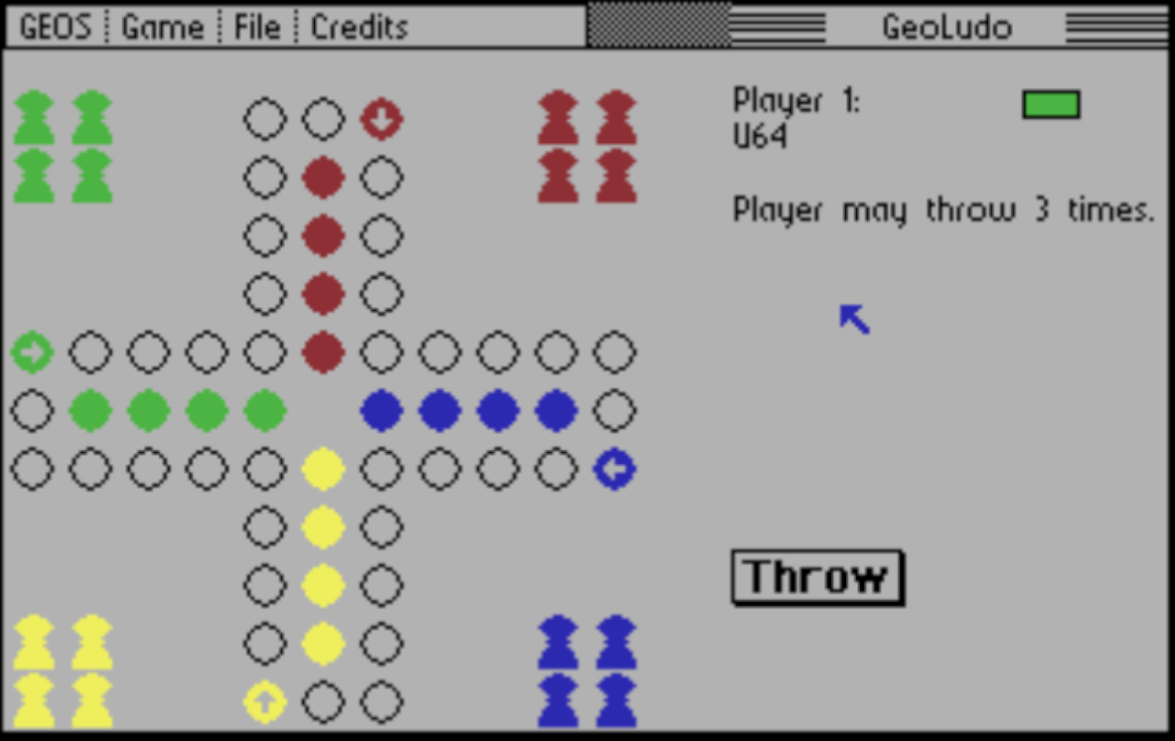 GEOS Game File Credits GeoLudo
Player 1:
U64
Player may throw 3 times.
Throw